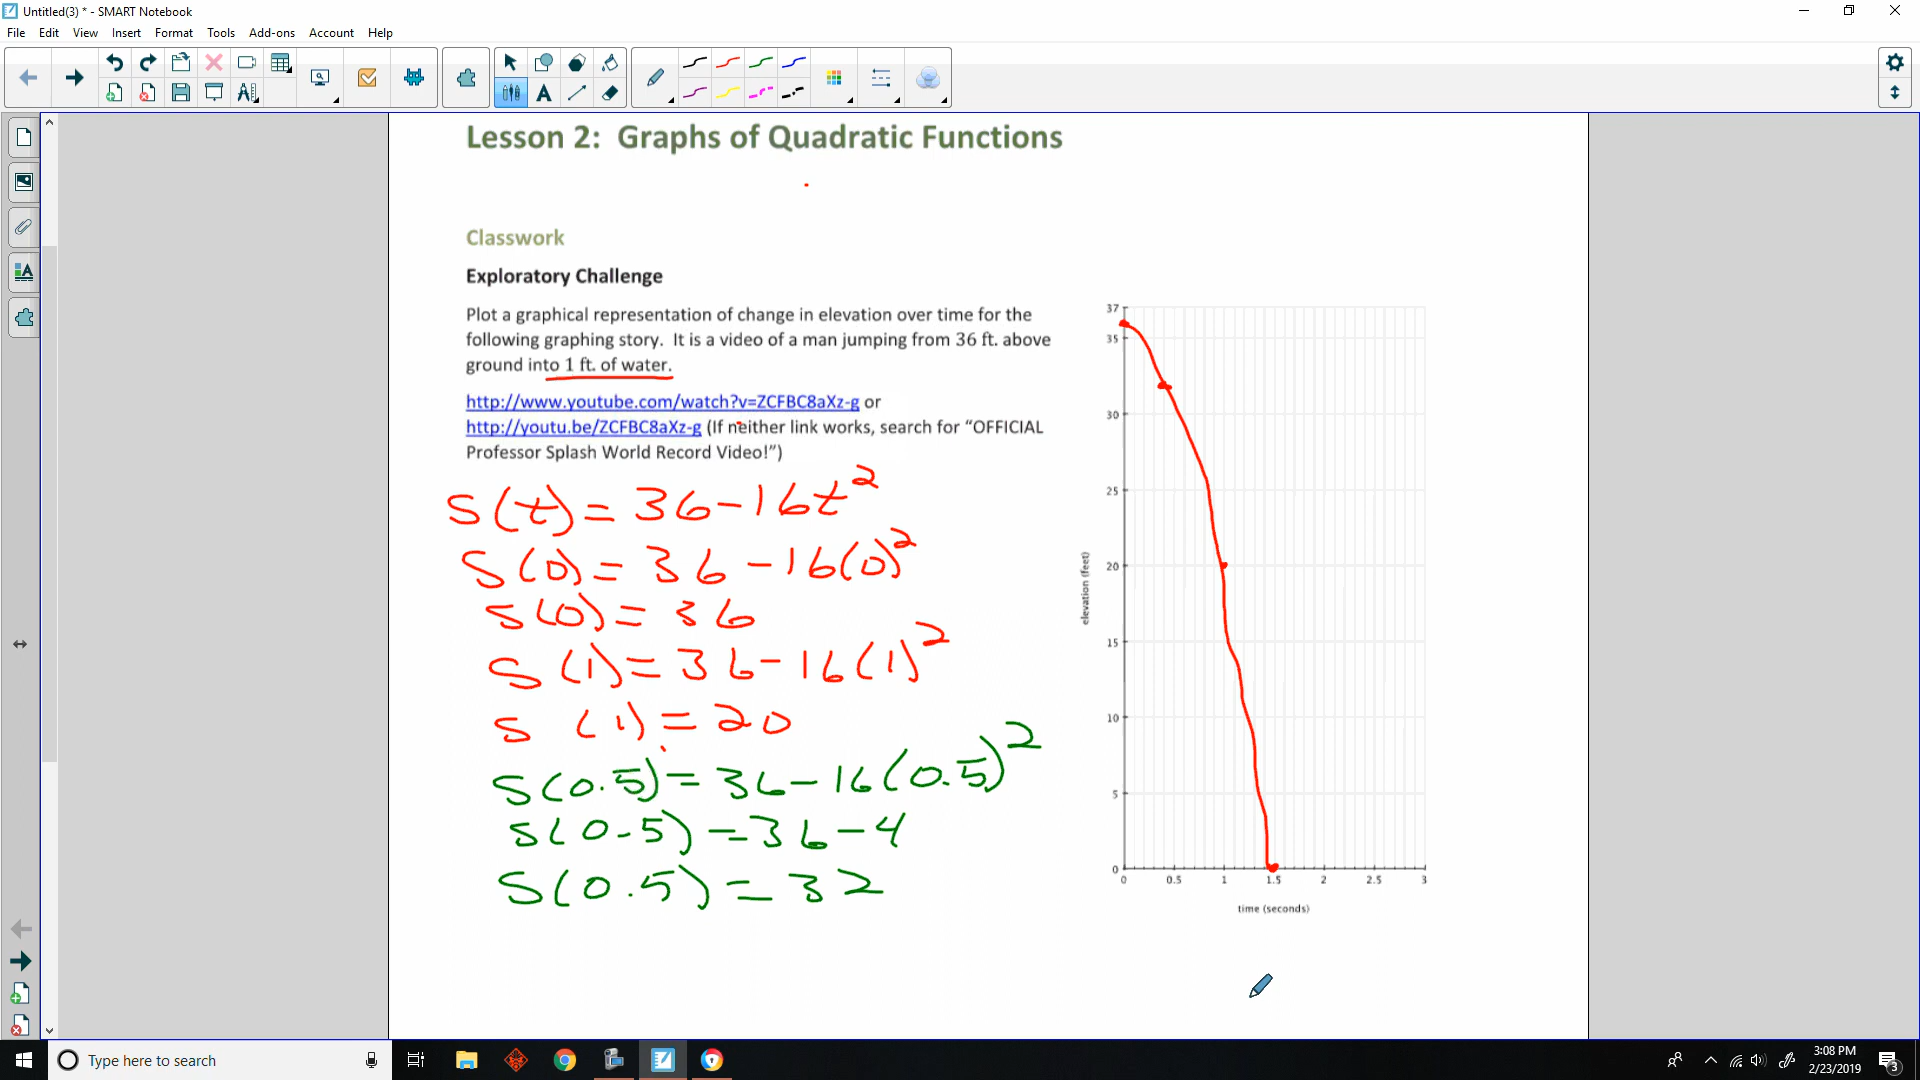 Untitled(3) * - SMART Notebook
File Edit View Insert Format Tools Add-ons Account Help
Lesson 2: Graphs of Quadratic Functions
Classwork
Exploratory Challenge
Plot a graphical representation of change in elevation over time for the
following graphing story. It is a video of a man jumping from 36 ft. above
ground into 1 ft. of water.
http://www.youtube.com/watch?v=ZCFBC8aXz-g or
http://youtu.be/ZCFBC8aXz-g (If neither link works, search for “OFFICIAL
Professor Splash World Record Video!”)
S(t) = 36 - 16t²
S(0) = 36 - 16(0)²
S(0) = 36
S(1) = 36 - 16(1)²
S (1) = 20
S(0.5) = 36 - 16(0.5)²
S(0.5) = 36 - 4
S(0.5) = 32
37
35
30
25
20
15
10
5
0
elevation (feet)
0 0.5 1 1.5 2 2.5 3
time (seconds)
Type here to search
3:08 PM
2/23/2019
3